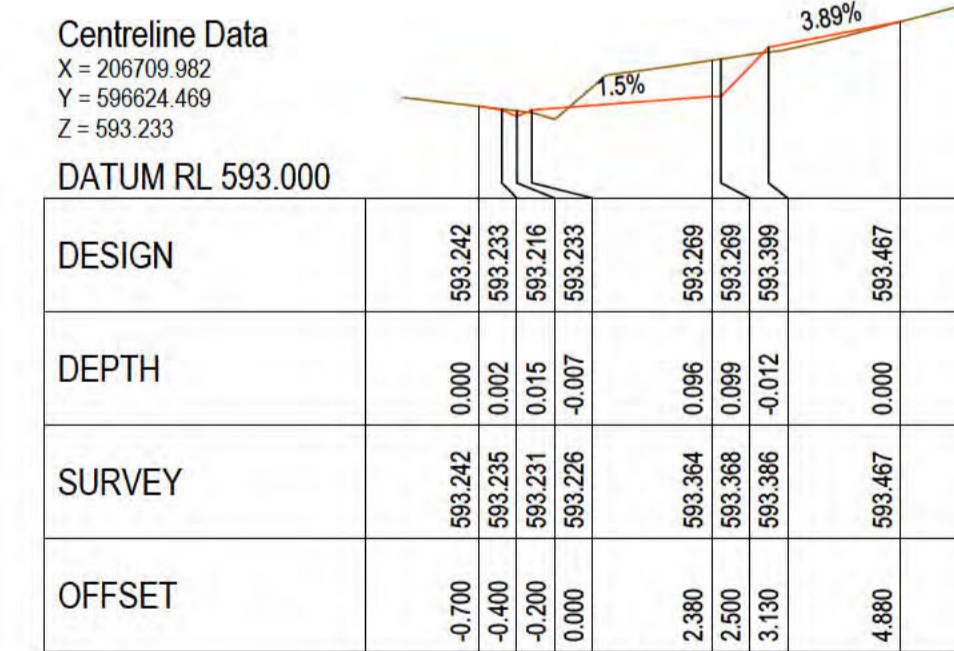 Centreline Data
X = 206709.982
Y = 596624.469
Z = 593.233
DATUM RL 593.000
1.5%
3.89%
DESIGN 593.242 593.233 593.216 593.233 593.269 593.269 593.399 593.467
DEPTH 0.000 0.002 0.015 -0.007 0.096 0.099 -0.012 0.000
SURVEY 593.242 593.235 593.231 593.226 593.364 593.368 593.386 593.467
OFFSET -0.700 -0.400 -0.200 0.000 2.380 2.500 3.130 4.880